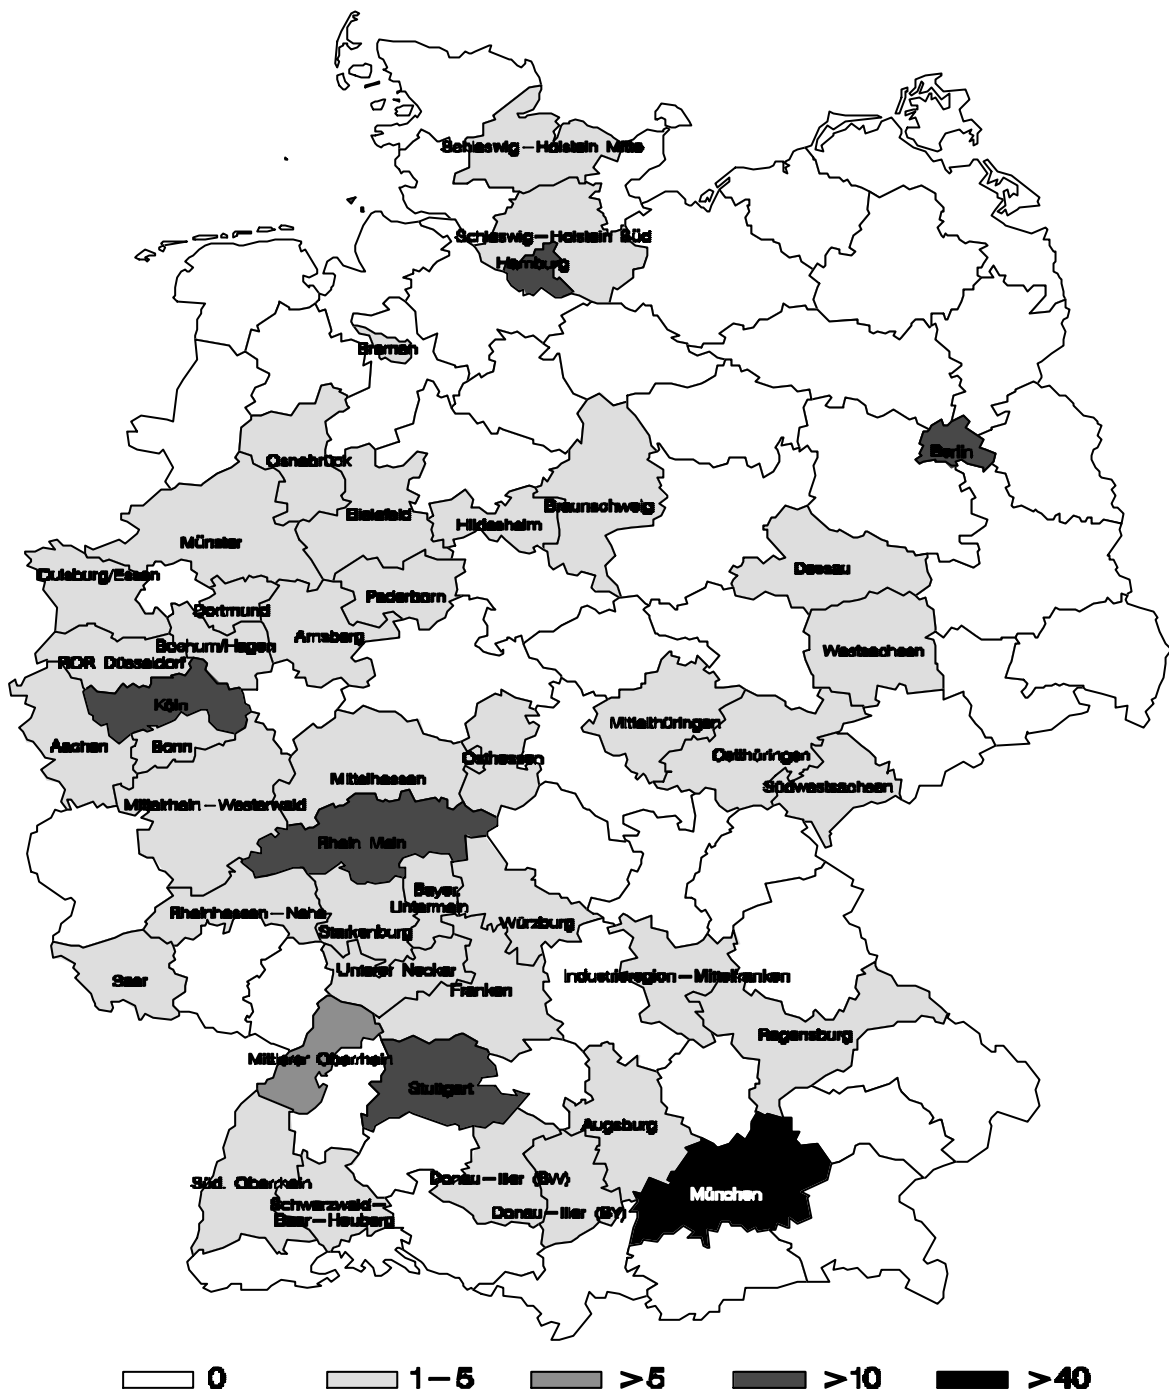 Schleswig-Holstein Mitte
Schleswig-Holstein Süd
Hamburg
Bremen
Berlin
Osnabrück
Braunschweig
Bielefeld
Hildesheim
Münster
Dessau
Duisburg/Essen
Paderborn
Dortmund
Arnsberg
Bochum/Hagen
Westsachsen
ROR Düsseldorf
Köln
Mittelthüringen
Aachen
Bonn
Osthessen
Ostthüringen
Mittelhessen
Südwestsachsen
Mittelrhein-Westerwald
Rhein Main
Bayer.
Untermain
Rheinhessen-Nahe
Würzburg
Starkenburg
Unterer Neckar
Industrieregion-Mittelfranken
Saar
Franken
Regensburg
Mittlerer Oberrhein
Stuttgart
Augsburg
Donau-Iller (BW)
Süd. Oberrhein
München
Schwarzwald-
Baar-Heuberg
Donau-Iller (BY)
0 1-5 >5 >10 >40